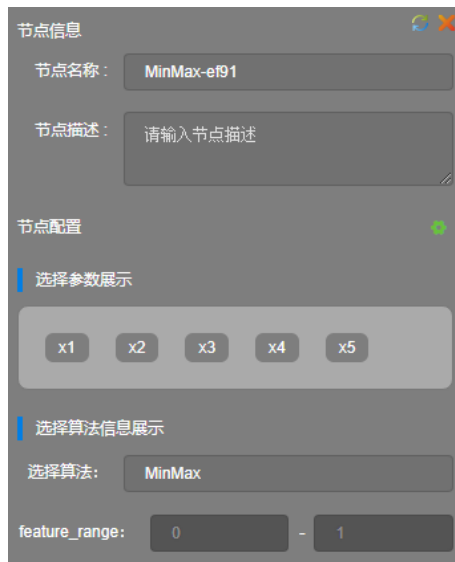 节点信息
节点名称： MinMax-ef91
节点描述： 请输入节点描述
节点配置
选择参数展示
x1 x2 x3 x4 x5
选择算法信息展示
选择算法： MinMax
feature_range： 0 - 1